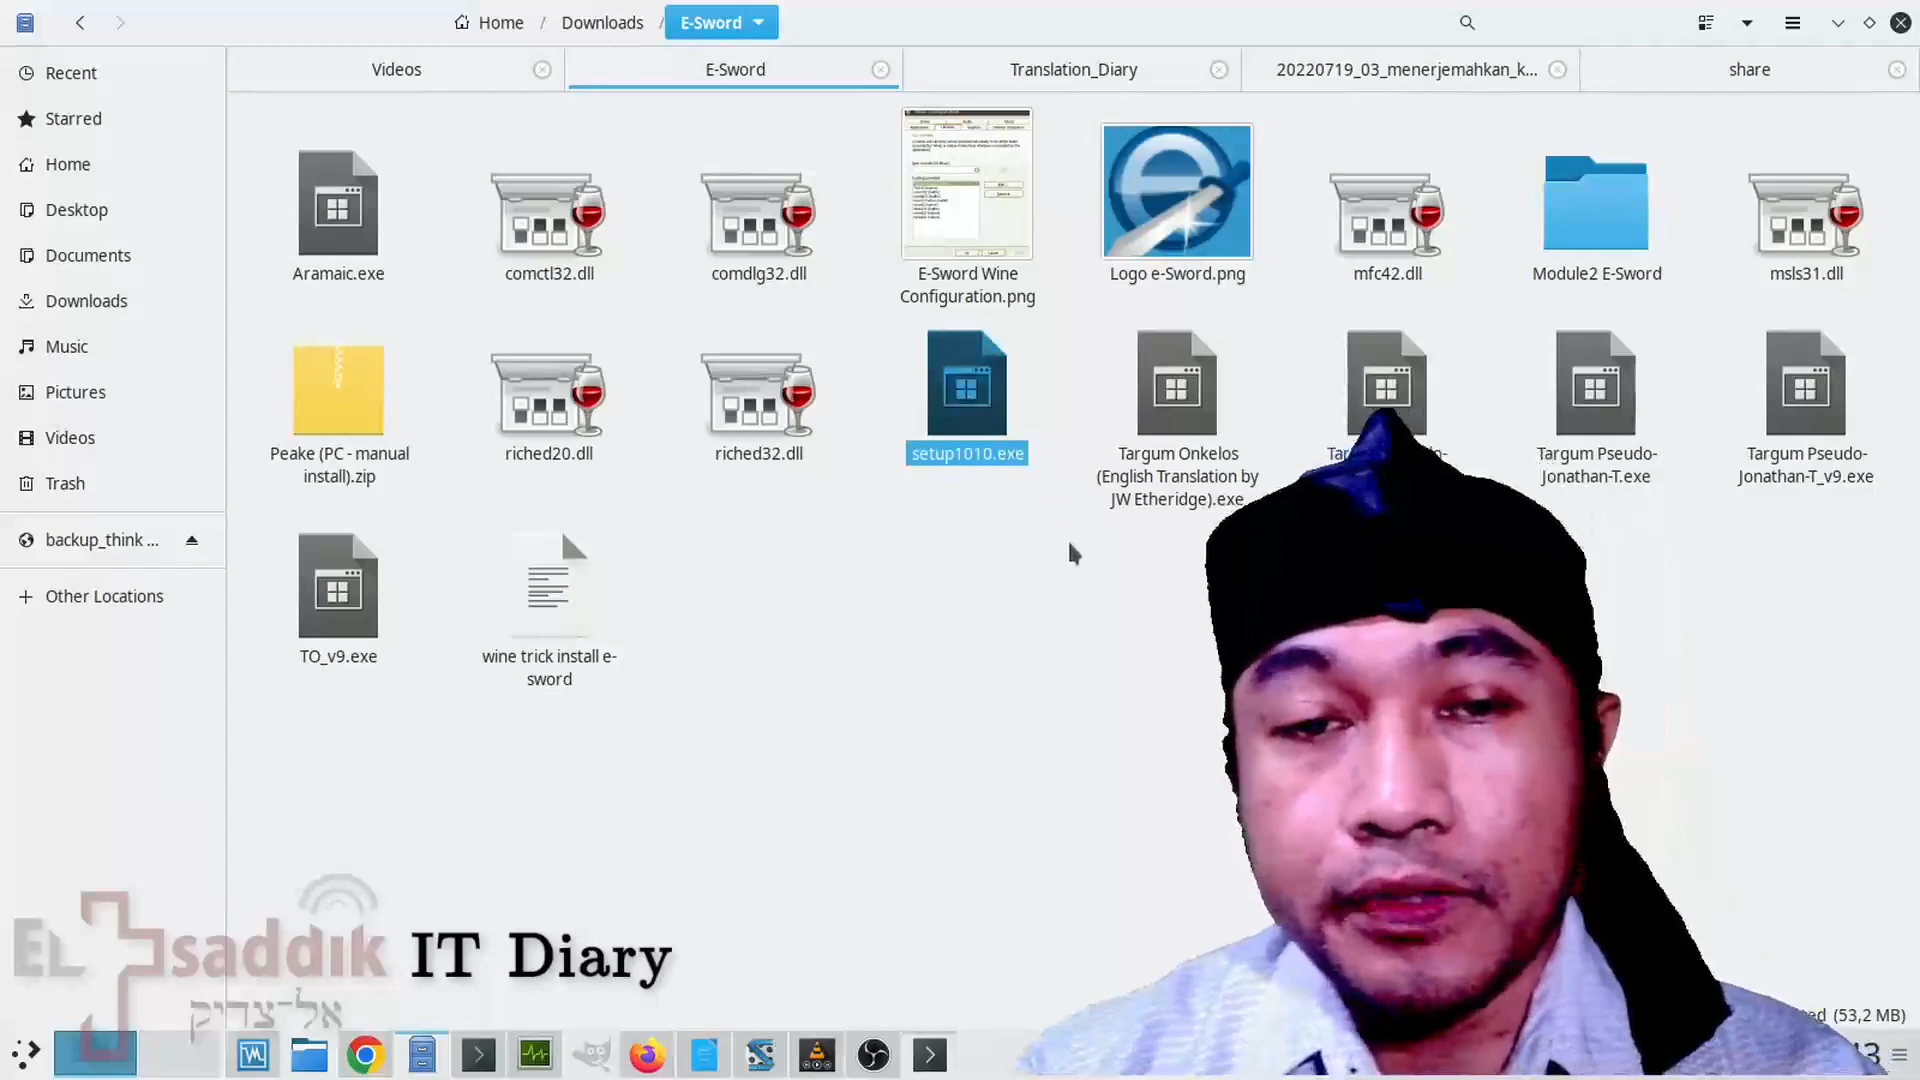 Home / Downloads / E-Sword
Recent
Starred
Home
Desktop
Documents
Downloads
Music
Pictures
Videos
Trash
backup_think ...
Other Locations
Videos
E-Sword
Translation_Diary
20220719_03_menerjemahkan_k...
share
Aramaic.exe
comctl32.dll
comdlg32.dll
E-Sword Wine
Configuration.png
Logo e-Sword.png
mfc42.dll
Module2 E-Sword
msls31.dll
Peake (PC - manual
install).zip
riched20.dll
riched32.dll
setup1010.exe
Targum Onkelos
(English Translation by
JW Etheridge).exe
Targum Pseudo-
Jonathan-T.exe
Targum Pseudo-
Jonathan-T_v9.exe
TO_v9.exe
wine trick install e-
sword
EL saddik IT Diary
אל־צדיק
(53,2 MB)